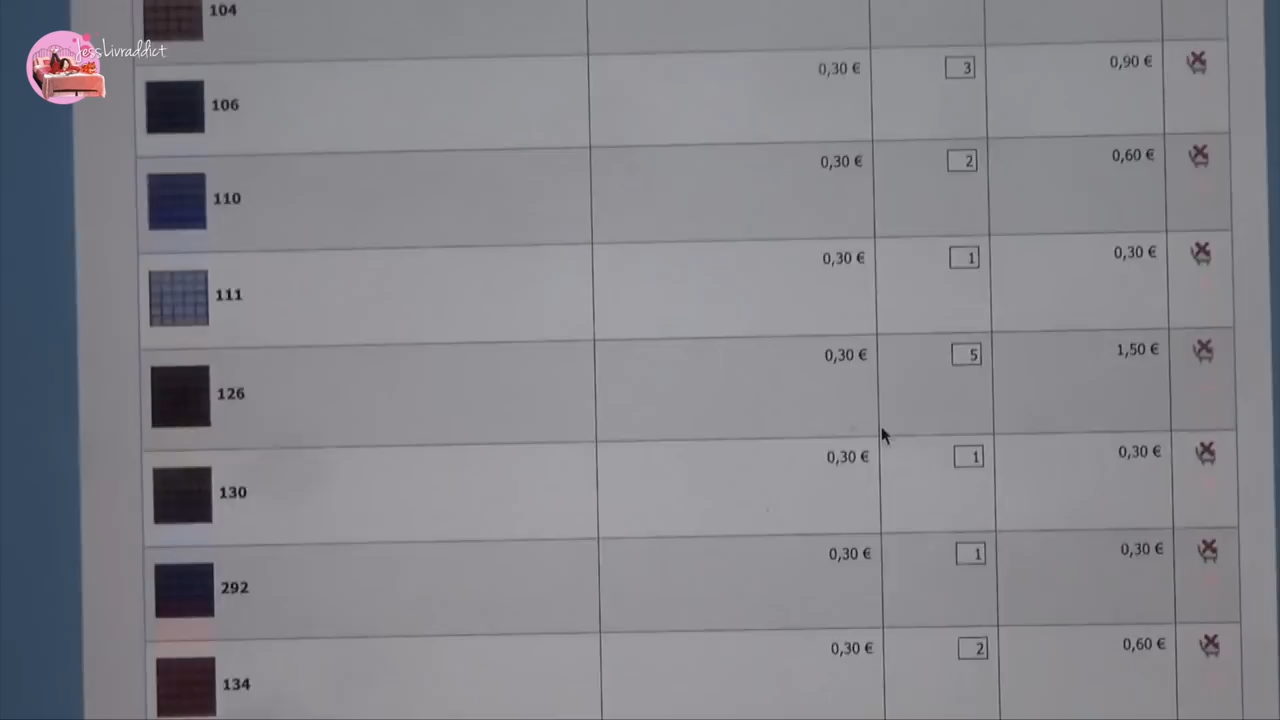 JessLivraddict
104
0,30 € 3 0,90 €
106
0,30 € 2 0,60 €
110
0,30 € 1 0,30 €
111
0,30 € 5 1,50 €
126
0,30 € 1 0,30 €
130
0,30 € 1 0,30 €
292
0,30 € 2 0,60 €
134